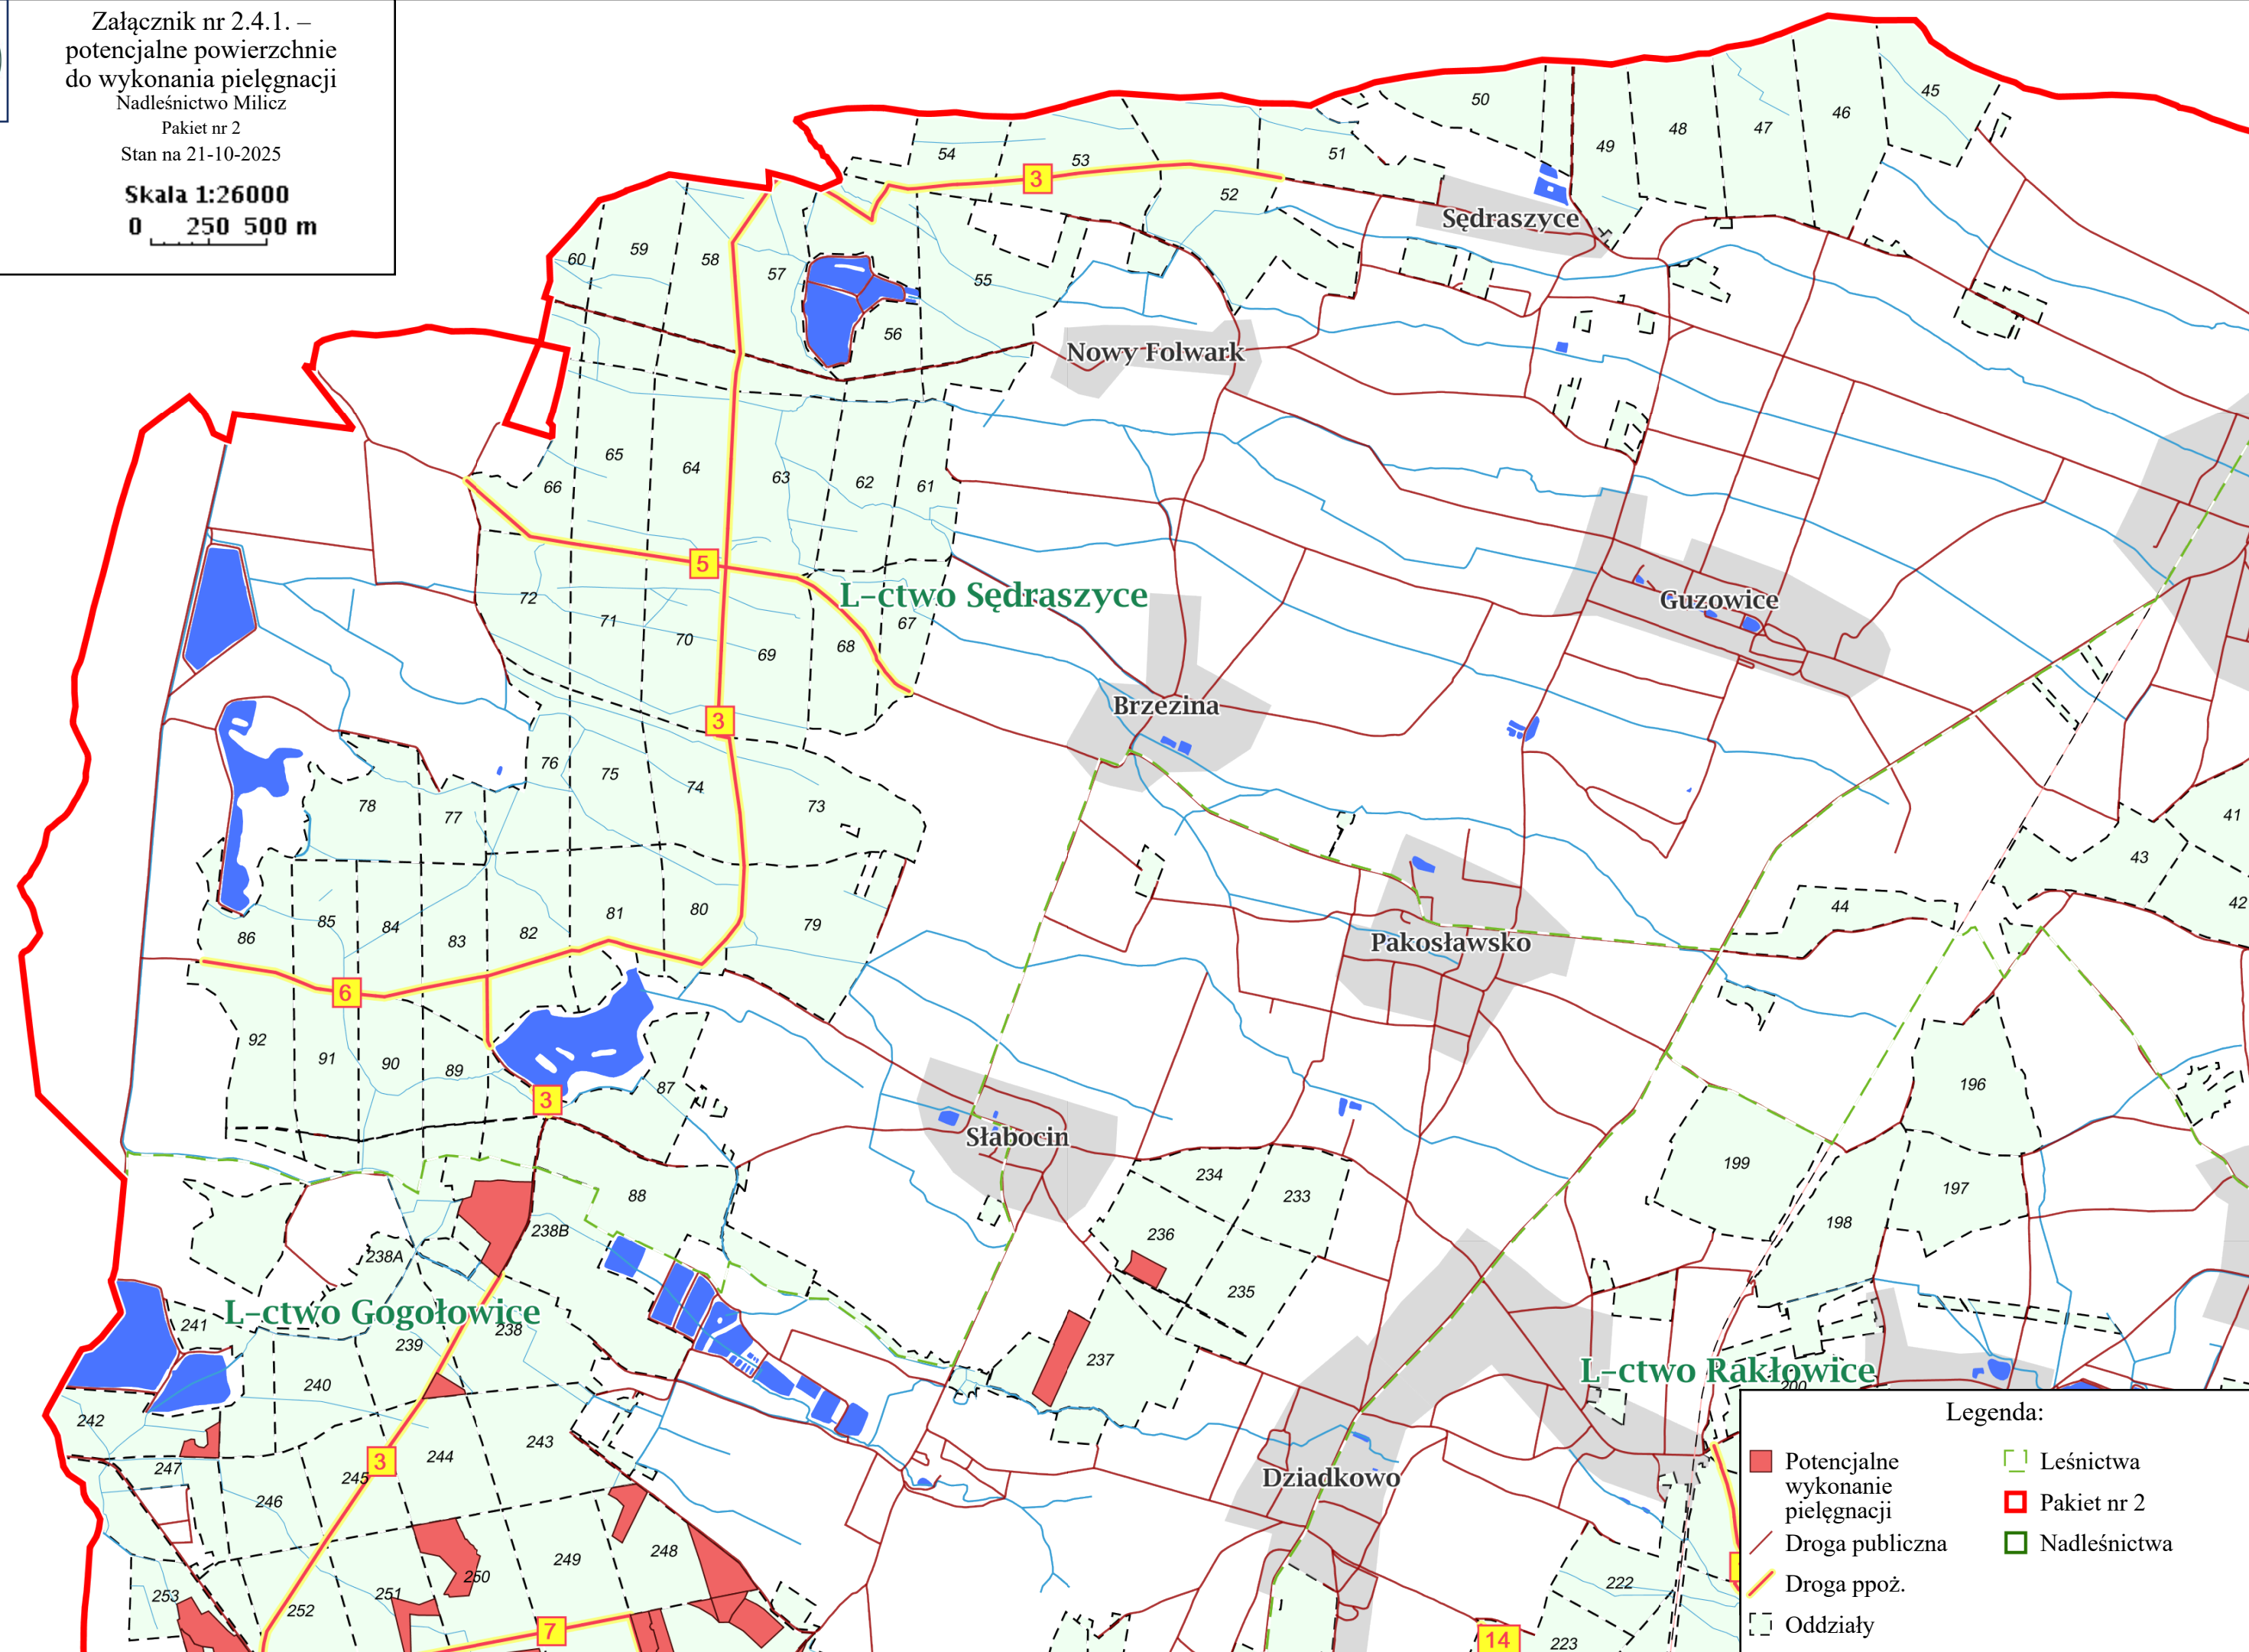 Załącznik nr 2.4.1. –
potencjalne powierzchnie
do wykonania pielęgnacji
Nadleśnictwo Milicz
Pakiet nr 2
Stan na 21-10-2025
Skala 1:26000
0 250 500 m
45
46
50
47
48
49
54
53
51
3
52
Sędraszyce
59
60
58
57
55
56
Nowy Folwark
65
64
63
62
61
66
5
L-ctwo Sędraszyce
72
71
70
69
68
67
Guzowice
3
Brzezina
76
75
74
78
77
73
41
43
86
85
84
83
82
81
80
79
44
42
Pakosławsko
6
92
91
90
89
87
3
196
Słabocin
199
234
233
197
88
238A
238B
236
198
235
L-ctwo Gogołowice
241
239
238
237
L-ctwo Rakłowice
200
240
242
243
244
3
245
247
246
Dziadkowo
248
249
250
251
252
253
222
7
14
223
Legenda:
Potencjalne
wykonanie
pielęgnacji
Droga publiczna
Droga ppoż.
Oddziały
Leśnictwa
Pakiet nr 2
Nadleśnictwa